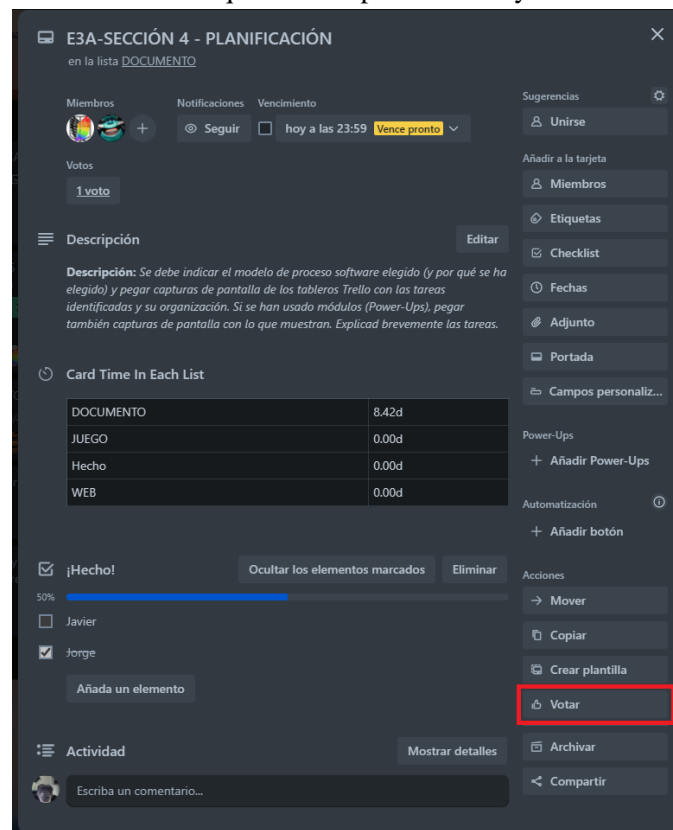 E3A-SECCIÓN 4 - PLANIFICACIÓN
en la lista DOCUMENTO
Miembros
Notificaciones
Vencimiento
Seguir
hoy a las 23:59 Vence pronto
Votos
1 voto
Descripción
Editar
Descripción: Se debe indicar el modelo de proceso software elegido (y por qué se ha
elegido) y pegar capturas de pantalla de los tableros Trello con las tareas
identificadas y su organización. Si se han usado módulos (Power-Ups), pegar
también capturas de pantalla con lo que muestran. Explicad brevemente las tareas.
Card Time In Each List
DOCUMENTO 8.42d
JUEGO 0.00d
Hecho 0.00d
WEB 0.00d
¡Hecho!
Ocultar los elementos marcados
Eliminar
50%
Javier
Jorge
Añada un elemento
Actividad
Mostrar detalles
Escriba un comentario...
Sugerencias
Unirse
Añadir a la tarjeta
Miembros
Etiquetas
Checklist
Fechas
Adjunto
Portada
Campos personaliz...
Power-Ups
+ Añadir Power-Ups
Automatización
+ Añadir botón
Acciones
Mover
Copiar
Crear plantilla
Votar
Archivar
Compartir